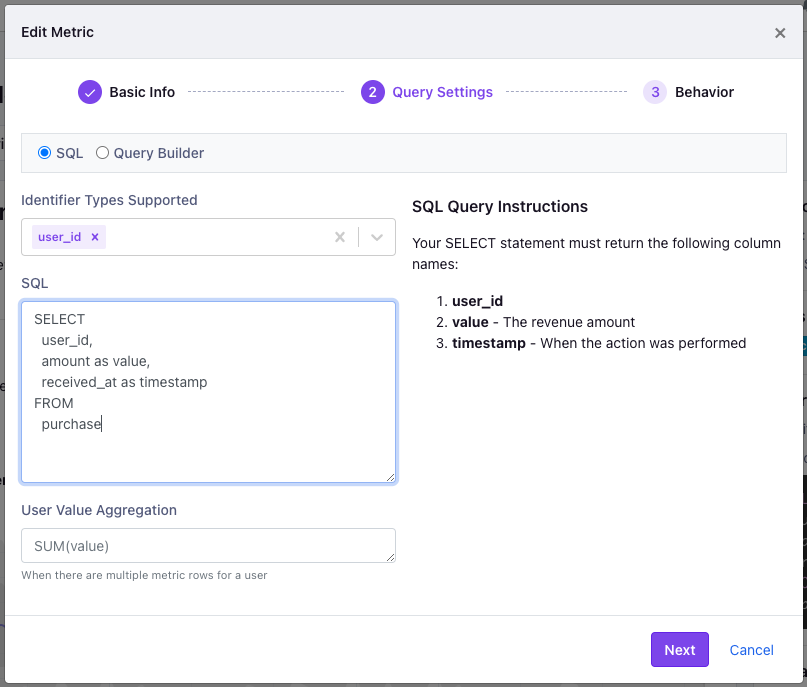 Edit Metric
Basic Info
2 Query Settings
3 Behavior
SQL Query Builder
Identifier Types Supported
user_id
SQL
SELECT
user_id,
amount as value,
received_at as timestamp
FROM
purchase
User Value Aggregation
SUM(value)
When there are multiple metric rows for a user
SQL Query Instructions
Your SELECT statement must return the following column
names:
1. user_id
2. value - The revenue amount
3. timestamp - When the action was performed
Next Cancel